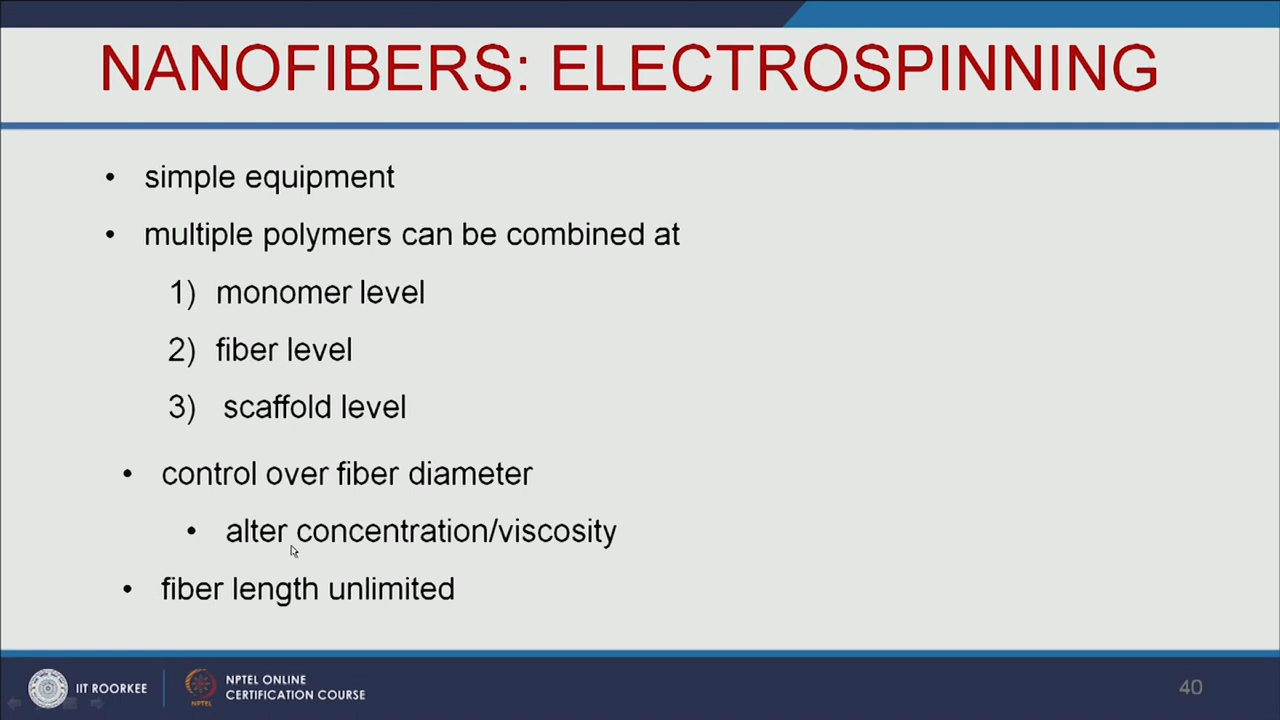 NANOFIBERS: ELECTROSPINNING
• simple equipment
• multiple polymers can be combined at
1) monomer level
2) fiber level
3) scaffold level
• control over fiber diameter
• alter concentration/viscosity
• fiber length unlimited
IIT ROORKEE
NPTEL
NPTEL ONLINE
CERTIFICATION COURSE
40